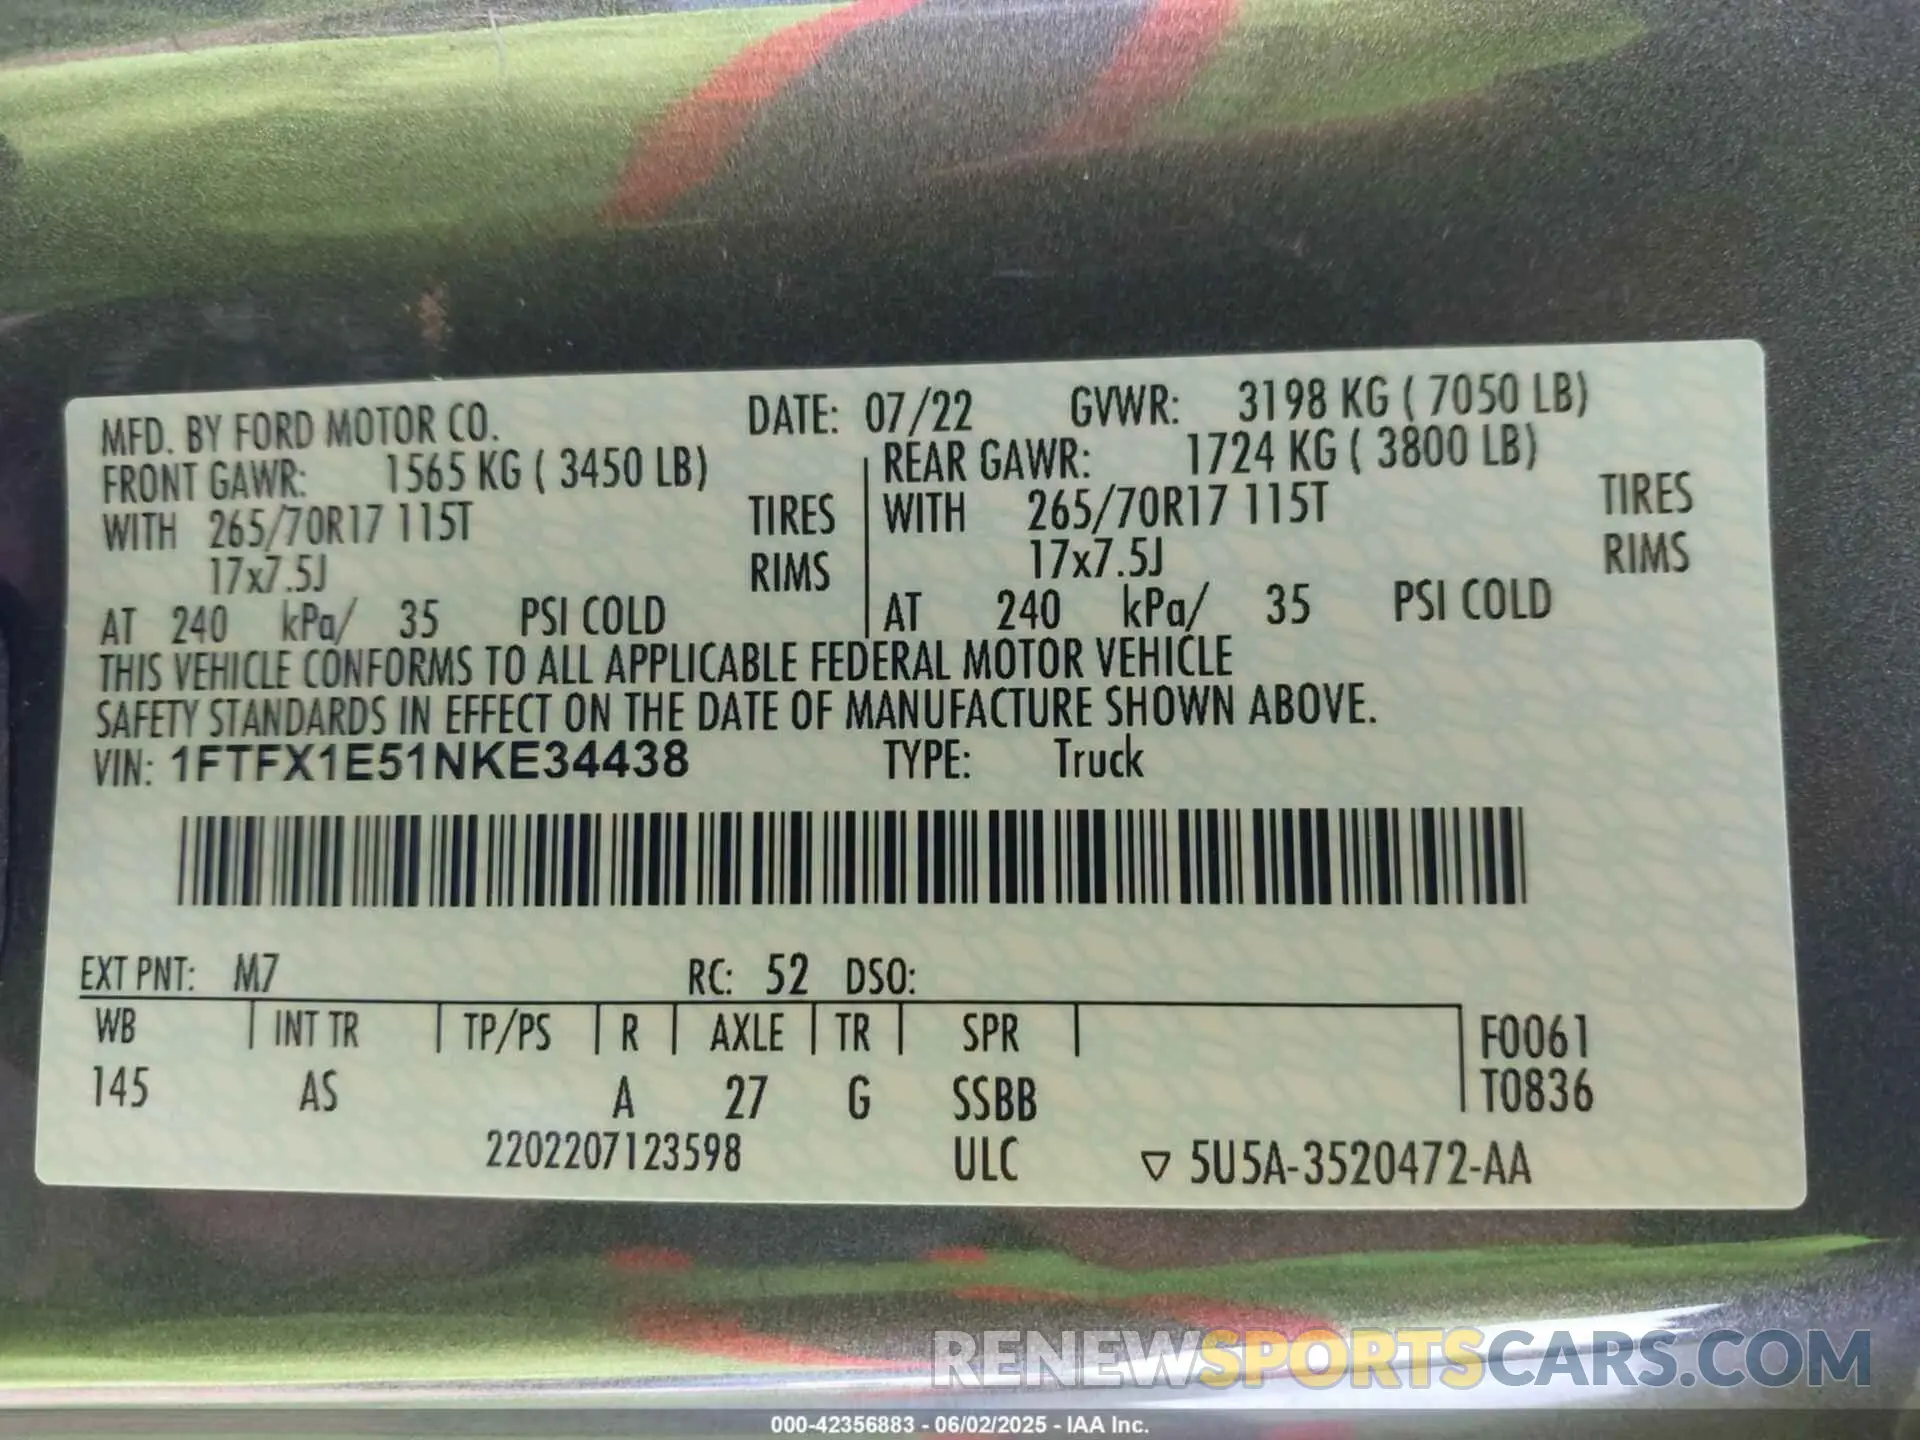 MFD. BY FORD MOTOR CO. DATE: 07/22 GVWR: 3198 KG ( 7050 LB)
FRONT GAWR: 1565 KG ( 3450 LB) REAR GAWR: 1724 KG ( 3800 LB)
WITH 265/70R17 115T TIRES WITH 265/70R17 115T TIRES
17x7.5J RIMS 17x7.5J RIMS
AT 240 kPa/ 35 PSI COLD AT 240 kPa/ 35 PSI COLD
THIS VEHICLE CONFORMS TO ALL APPLICABLE FEDERAL MOTOR VEHICLE
SAFETY STANDARDS IN EFFECT ON THE DATE OF MANUFACTURE SHOWN ABOVE.
VIN: 1FTFX1E51NKE34438 TYPE: Truck
EXT PNT: M7 RC: 52 DSO:
WB INT TR TP/PS R AXLE TR SPR F0061
145 AS A 27 G SSBB T0836
2202207123598 ULC ▽ 5U5A-3520472-AA
RENEWSPORTSCARS.COM
000-42356883 - 06/02/2025 - IAA Inc.